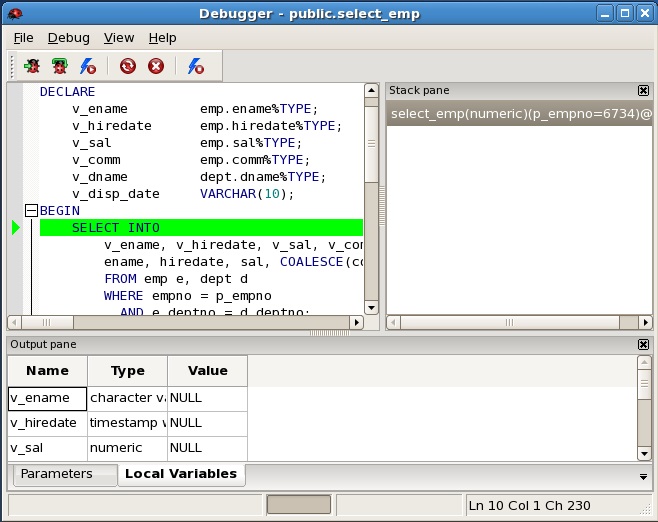 Debugger - public.select_emp
File Debug View Help
DECLARE
v_ename emp.ename%TYPE;
v_hiredate emp.hiredate%TYPE;
v_sal emp.sal%TYPE;
v_comm emp.comm%TYPE;
v_dname dept.dname%TYPE;
v_disp_date VARCHAR(10);
BEGIN
SELECT INTO
v_ename, v_hiredate, v_sal, v_com
ename, hiredate, sal, COALESCE(co
FROM emp e, dept d
WHERE empno = p_empno
AND e.deptno = d.deptno;
Stack pane
select_emp(numeric)(p_empno=6734)@
Output pane
Name Type Value
v_ename character va NULL
v_hiredate timestamp w NULL
v_sal numeric NULL
Parameters Local Variables
Ln 10 Col 1 Ch 230